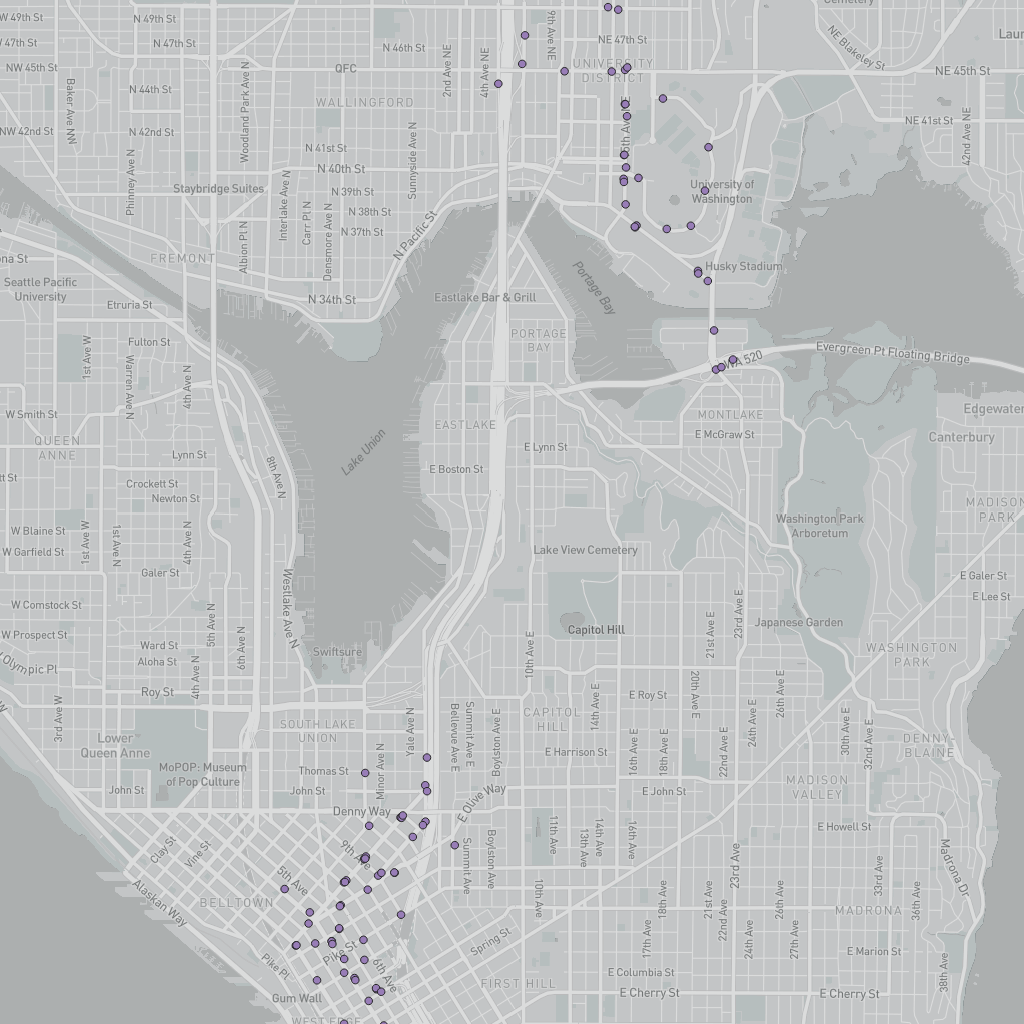 W 49th St
N 49th St
9th Ave NE
Cemetery
W 47th St
N 47th St
N 46th St
2nd Ave NE
4th Ave NE
NE 47th St
NE Blakeley St
NW 45th St
QFC
UNIVERSITY
DISTRICT
NE 45th St
Baker Ave NW
N 44th St
Woodland Park Ave N
WALLINGFORD
NE 41st St
NW 42nd St
N 42nd St
Sunnyside Ave N
42nd Ave NE
N 41st St
N 40th St
Phinney Ave N
Staybridge Suites
N 39th St
University of
Washington
Interlake Ave N
Carr Pl N
Densmore Ave N
N 38th St
N 37th St
Albion Pl N
N Pacific St
FREMONT
Seattle Pacific
University
Etruria St
N 34th St
Eastlake Bar & Grill
Portage Bay
Husky Stadium
PORTAGE
BAY
Fulton St
1st Ave W
Warren Ave N
4th Ave N
WA 520
Evergreen Pt Floating Bridge
W Smith St
QUEEN
ANNE
EASTLAKE
MONTLAKE
Edgewater
E McGraw St
Canterbury
Lake Union
Lynn St
E Lynn St
8th Ave N
E Boston St
Crockett St
Newton St
MADISON
PARK
W Blaine St
1st Ave W
1st Ave N
4th Ave N
Washington Park
Arboretum
W Garfield St
Lake View Cemetery
Galer St
Westlake Ave N
E Galer St
W Comstock St
E Lee St
5th Ave N
6th Ave N
W Prospect St
Capitol Hill
21st Ave E
23rd Ave E
Japanese Garden
Ward St
Aloha St
Swiftsure
10th Ave E
WASHINGTON
PARK
Olympic Pl
4th Ave N
Roy St
3rd Ave W
E Roy St
14th Ave E
20th Ave E
24th Ave E
26th Ave E
SOUTH LAKE
UNION
Yale Ave N
Bellevue Ave E
Summit Ave E
Boylston Ave E
CAPITOL
HILL
16th Ave E
18th Ave E
22nd Ave E
30th Ave E
32nd Ave E
DENNY-
BLAINE
Lower
Queen Anne
E Harrison St
MoPOP: Museum
of Pop Culture
Thomas St
Minor Ave N
MADISON
VALLEY
John St
John St
E John St
Denny Way
E Olive Way
E Howell St
Clay St
Vine St
9th Ave
Summit Ave
Boylston Ave
11th Ave
13th Ave
14th Ave
16th Ave
23rd Ave
33rd Ave
Madrona Dr
5th Ave
Alaskan Way
BELLTOWN
10th Ave
18th Ave
21st Ave
26th Ave
36th Ave
MADRONA
17th Ave
22nd Ave
24th Ave
27th Ave
Pike Pl
Pike St
6th Ave
Spring St
E Marion St
38th Ave
E Columbia St
Gum Wall
FIRST HILL
E Cherry St
E Cherry St
WEST EDGE